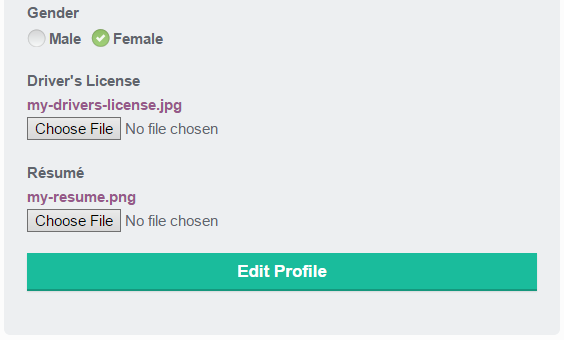 Gender
Male Female
Driver's License
my-drivers-license.jpg
Choose File No file chosen
Résumé
my-resume.png
Choose File No file chosen
Edit Profile